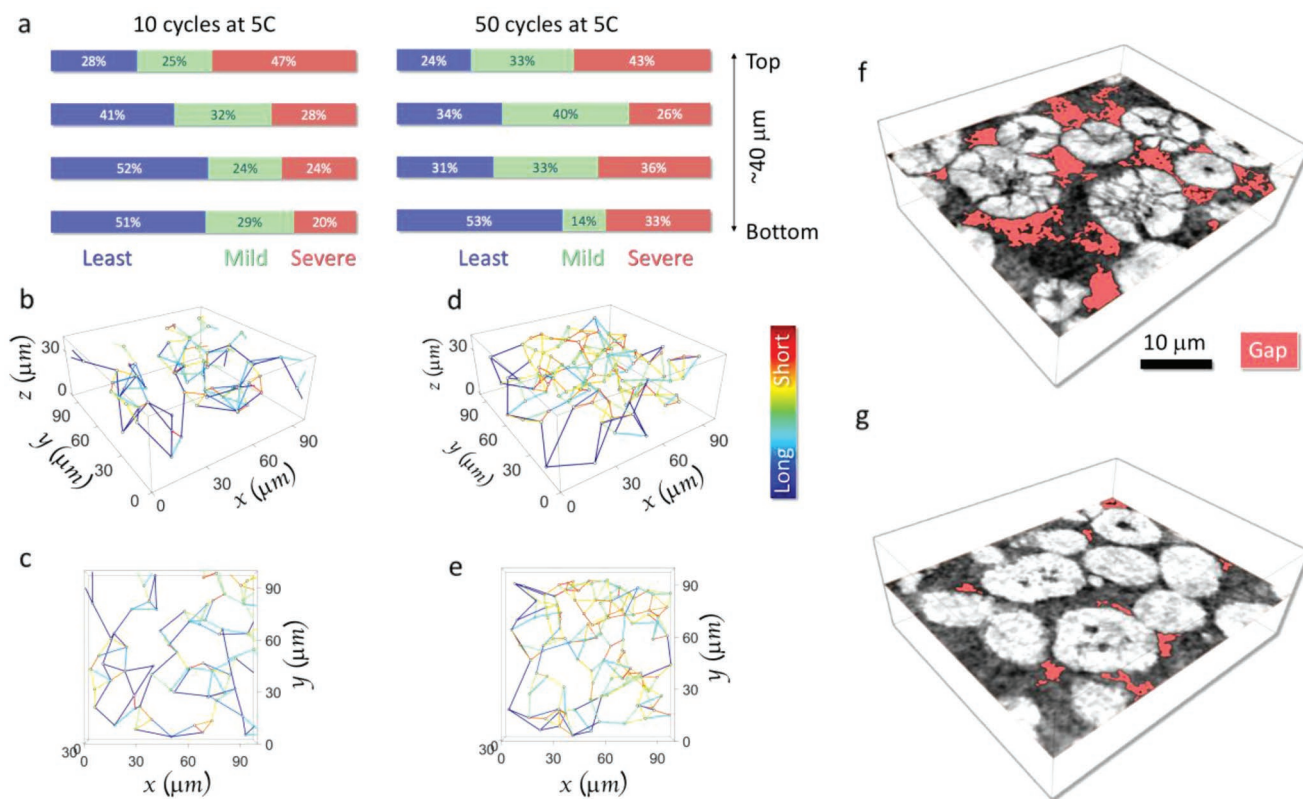 a
10 cycles at 5C
50 cycles at 5C
28% 25% 47%
24% 33% 43%
Top
41% 32% 28%
34% 40% 26%
52% 24% 24%
31% 33% 36%
51% 29% 20%
53% 14% 33%
~40 μm
Bottom
Least Mild Severe
Least Mild Severe
b
z (μm)
30
0
y (μm)
90
60
30
0
x (μm)
0
30
60
90
d
z (μm)
30
0
y (μm)
90
60
30
0
x (μm)
0
30
60
90
Short
Long
c
90
60
30
0
y (μm)
30
0 30 60 90
x (μm)
e
90
60
30
0
y (μm)
30
0 30 60 90
x (μm)
f
10 μm
Gap
g